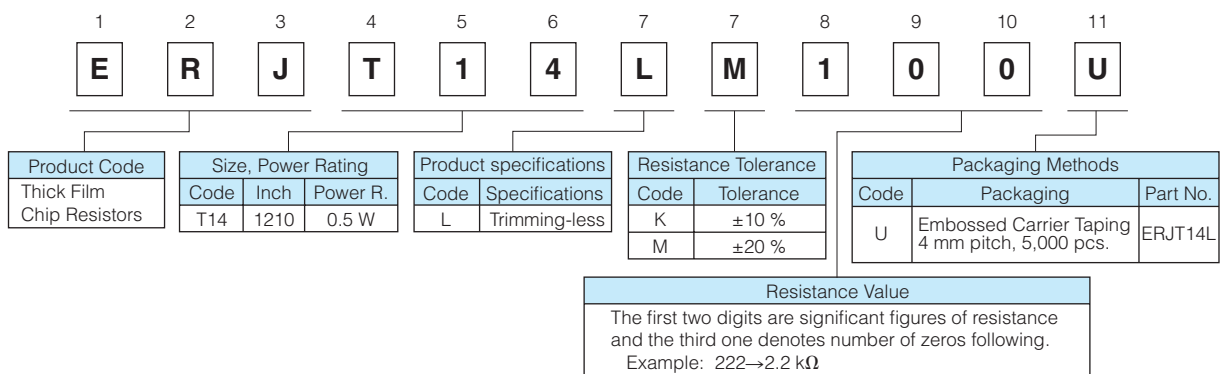 1 2 3 4 5 6 7 7 8 9 10 11
E R J T 1 4 L M 1 0 0 U
Product Code
Thick Film
Chip Resistors
Size, Power Rating
Code Inch Power R.
T14 1210 0.5 W
Product specifications
Code Specifications
L Trimming-less
Resistance Tolerance
Code Tolerance
K ±10 %
M ±20 %
Packaging Methods
Code Packaging Part No.
U Embossed Carrier Taping ERJT14L
4 mm pitch, 5,000 pcs.
Resistance Value
The first two digits are significant figures of resistance
and the third one denotes number of zeros following.
Example: 222→2.2 kΩ